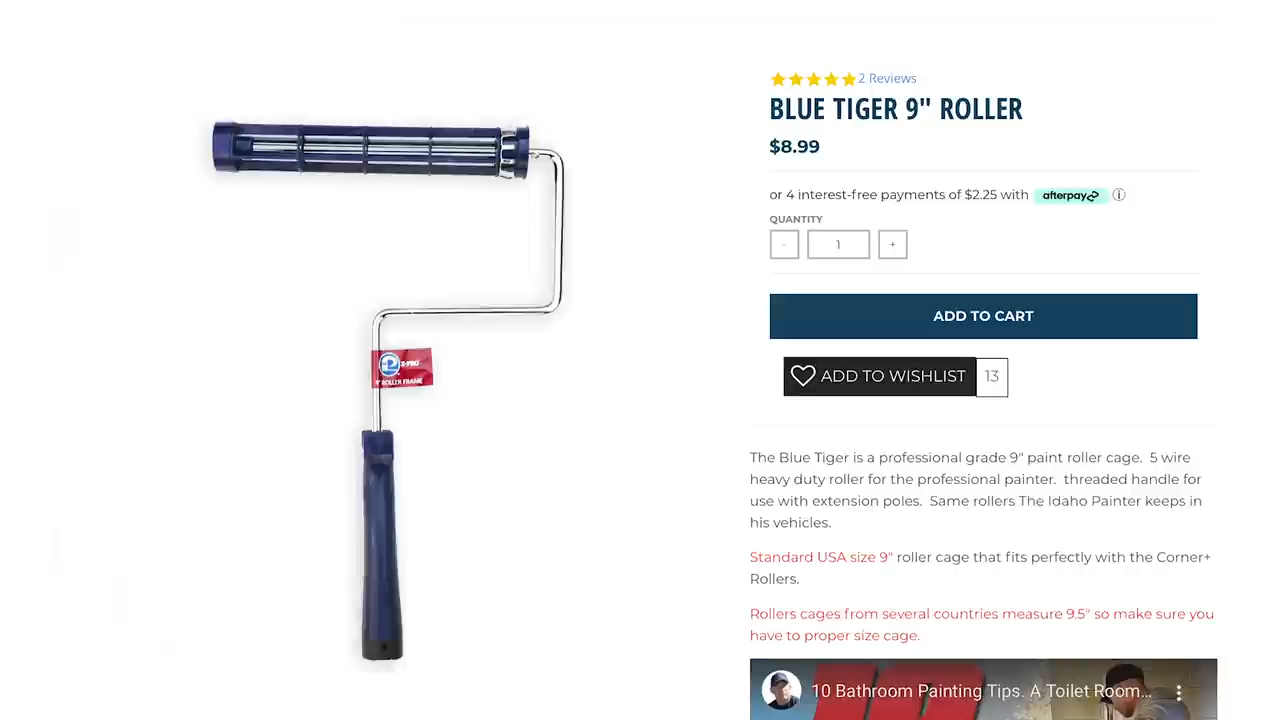 2 Reviews
BLUE TIGER 9" ROLLER
$8.99
or 4 interest-free payments of $2.25 with afterpay
QUANTITY
- 1 +
ADD TO CART
ADD TO WISHLIST 13
T-PRO
9" ROLLER FRAME
The Blue Tiger is a professional grade 9" paint roller cage. 5 wire
heavy duty roller for the professional painter. threaded handle for
use with extension poles. Same rollers The Idaho Painter keeps in
his vehicles.
Standard USA size 9" roller cage that fits perfectly with the Corner+
Rollers.
Rollers cages from several countries measure 9.5" so make sure you
have to proper size cage.
10 Bathroom Painting Tips. A Toilet Room...